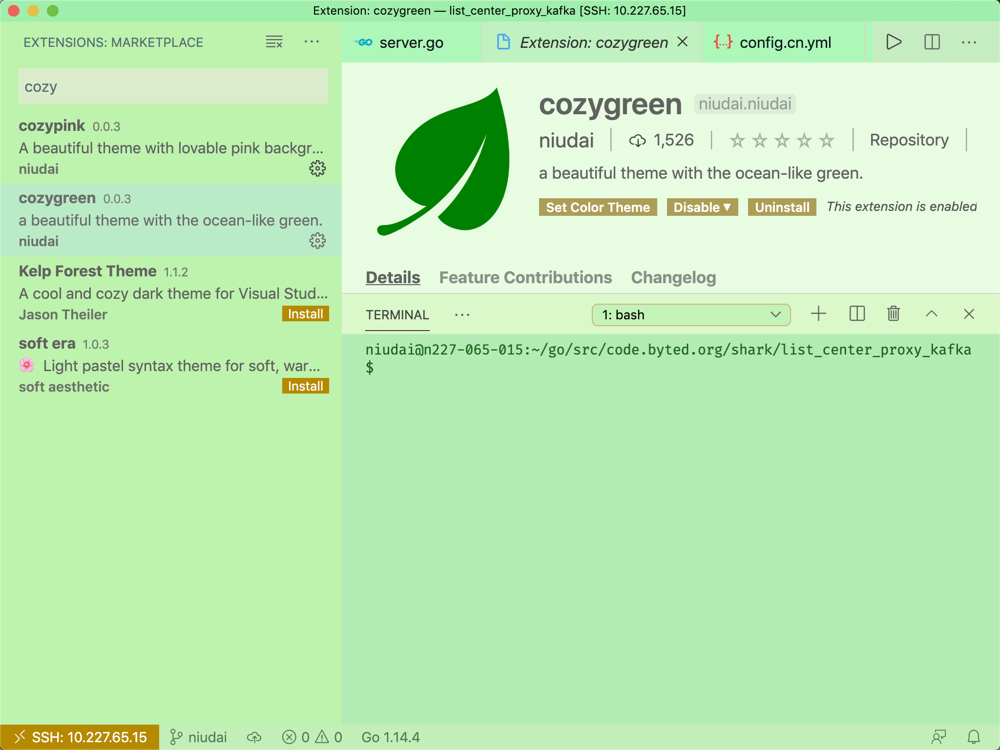 Extension: cozygreen — list_center_proxy_kafka [SSH: 10.227.65.15]
EXTENSIONS: MARKETPLACE
cozy
cozypink 0.0.3
A beautiful theme with lovable pink backgr...
niudai
cozygreen 0.0.3
a beautiful theme with the ocean-like green.
niudai
Kelp Forest Theme 1.1.2
A cool and cozy dark theme for Visual Stud...
Jason Theiler Install
soft era 1.0.3
🌸 Light pastel syntax theme for soft, war...
soft aesthetic Install
GO server.go Extension: cozygreen {...} config.cn.yml
cozygreen niudai.niudai
niudai 1,526 Repository
a beautiful theme with the ocean-like green.
Set Color Theme Disable ▼ Uninstall This extension is enabled
Details Feature Contributions Changelog
TERMINAL ... 1: bash
niudai@n227-065-015:~/go/src/code.byted.org/shark/list_center_proxy_kafka
$
SSH: 10.227.65.15 niudai 0 0 Go 1.14.4